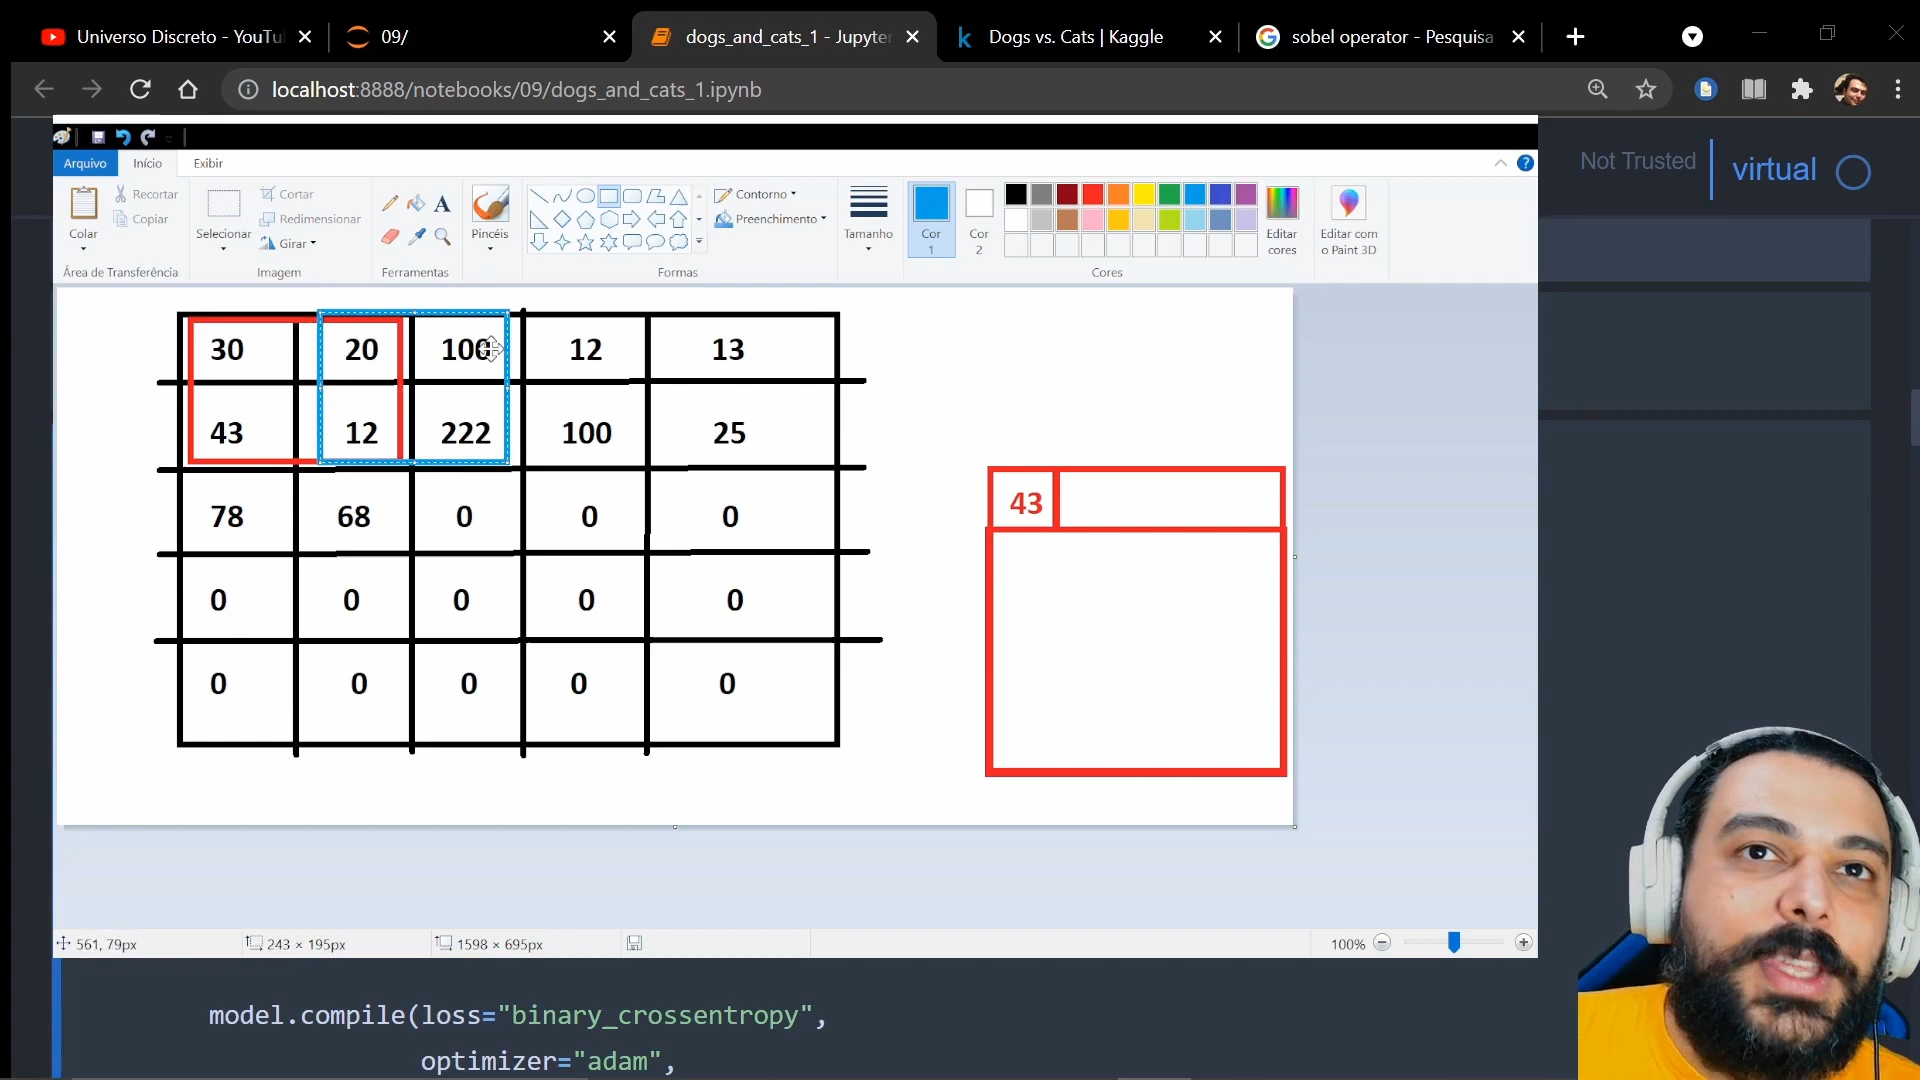 Universo Discreto - YouTu
09/
dogs_and_cats_1 - Jupyter
Dogs vs. Cats | Kaggle
sobel operator - Pesquisa
localhost:8888/notebooks/09/dogs_and_cats_1.ipynb
Not Trusted
virtual
Arquivo Início Exibir
Colar
Recortar
Copiar
Área de Transferência
Selecionar
Cortar
Redimensionar
Girar
Imagem
Ferramentas
Pincéis
Contorno
Preenchimento
Formas
Tamanho
Cor 1
Cor 2
Editar cores
Cores
Editar com o Paint 3D
30 20 100 12 13
43 12 222 100 25
78 68 0 0 0
0 0 0 0 0
0 0 0 0 0
43
561, 79px
243 × 195px
1598 × 695px
100%
model.compile(loss="binary_crossentropy",
optimizer="adam",